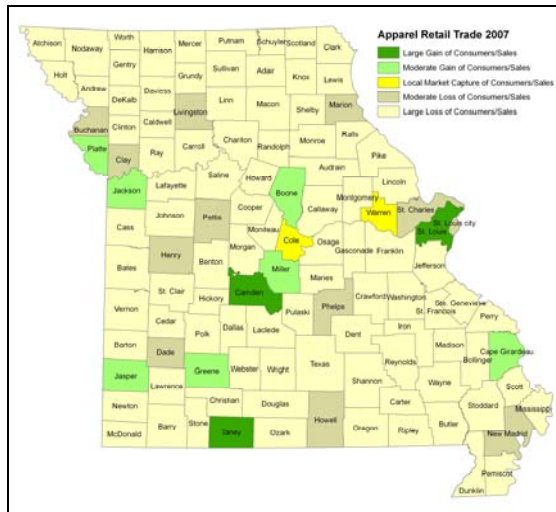 Apparel Retail Trade 2007
Large Gain of Consumers/Sales
Moderate Gain of Consumers/Sales
Local Market Capture of Consumers/Sales
Moderate Loss of Consumers/Sales
Large Loss of Consumers/Sales
Atchison Nodaway Worth Harrison Mercer Putnam Schuyler Scotland Clark
Holt Andrew Gentry DeKalb Daviess Grundy Sullivan Adair Knox Lewis
Buchanan Clinton Caldwell Livingston Linn Macon Shelby Marion
Platte Clay Ray Carroll Chariton Randolph Monroe Ralls Pike
Jackson Lafayette Saline Howard Boone Audrain Lincoln
Cass Johnson Pettis Cooper Moniteau Callaway Montgomery Warren St. Charles St. Louis city
St. Louis
Bates Henry Benton Morgan Cole Osage Gasconade Franklin Jefferson
Vernon St. Clair Hickory Camden Miller Maries Phelps Crawford Washington St. Francois Genevieve Perry
Barton Cedar Polk Dallas Laclede Pulaski Dent Iron Madison Bollinger Cape Girardeau
Jasper Dade Greene Webster Wright Texas Shannon Reynolds Wayne Scott
Newton Lawrence Christian Douglas Howell Carter Butler Stoddard Mississippi
McDonald Barry Stone Taney Ozark Oregon Ripley New Madrid
Dunklin Pemiscot